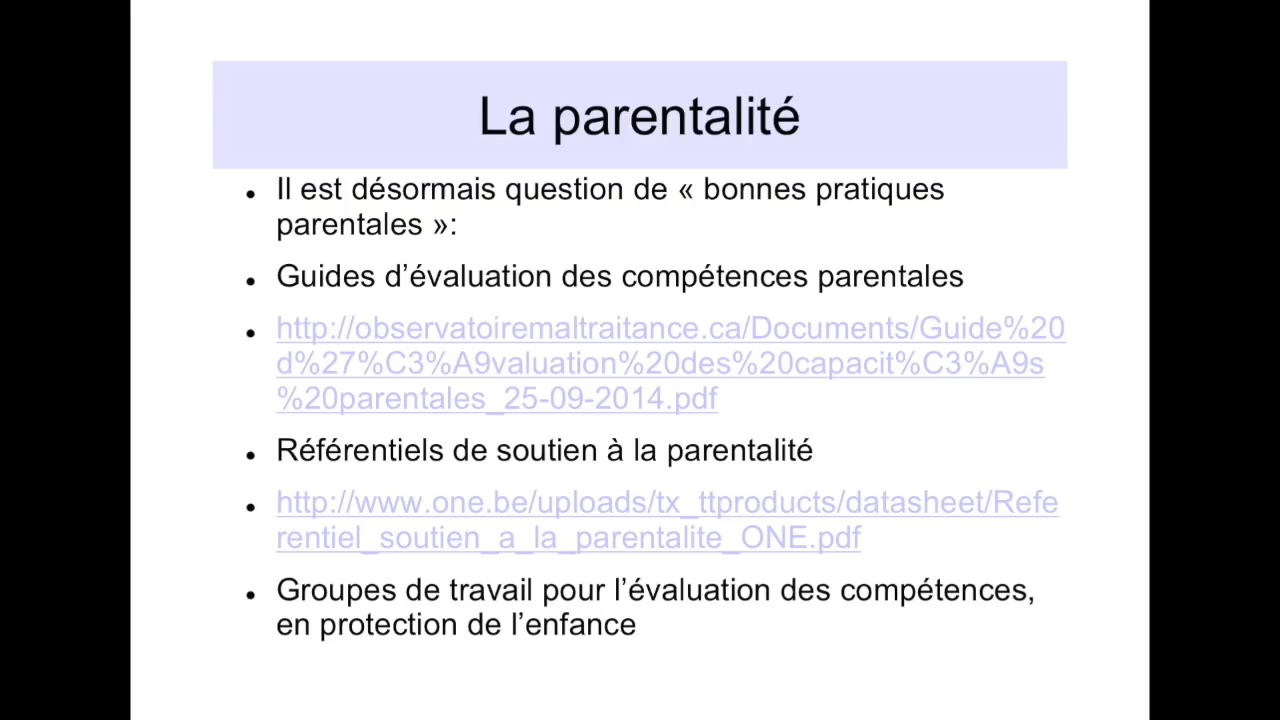 La parentalité
• Il est désormais question de « bonnes pratiques
parentales »:
• Guides d’évaluation des compétences parentales
• http://observatoiremaltraitance.ca/Documents/Guide%20
d%27%C3%A9valuation%20des%20capacit%C3%A9s
%20parentales_25-09-2014.pdf
• Référentiels de soutien à la parentalité
• http://www.one.be/uploads/tx_ttproducts/datasheet/Refe
rentiel_soutien_a_la_parentalite_ONE.pdf
• Groupes de travail pour l’évaluation des compétences,
en protection de l’enfance